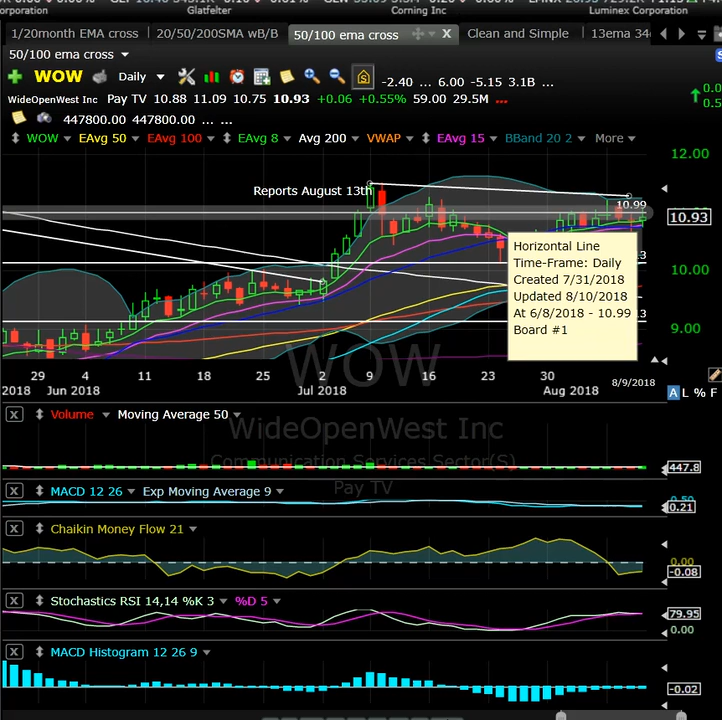 orporation Glatfelter Corning Inc Luminex Corporation
1/20month EMA cross 20/50/200SMA wB/B 50/100 ema cross X Clean and Simple 13ema 34
50/100 ema cross
WOW Daily -2.40 ... 6.00 -5.15 3.1B ...
WideOpenWest Inc Pay TV 10.88 11.09 10.75 10.93 +0.06 +0.55% 59.00 29.5M ...
447800.00 447800.00 ... ...
WOW EAvg 50 EAvg 100 EAvg 8 Avg 200 VWAP EAvg 15 BBand 20 2 More
12.00
Reports August 13th
10.99
10.93
Horizontal Line
Time-Frame: Daily
Created 7/31/2018
Updated 8/10/2018
At 6/8/2018 - 10.99
Board #1
10.00
9.00
WOW
29 4 11 18 25 2 9 16 23 30
2018 Jun 2018 Jul 2018 Aug 2018 8/9/2018
A L % F
X Volume Moving Average 50
WideOpenWest Inc
Communication Services Sector(S)
447.8
Pay TV
X MACD 12 26 Exp Moving Average 9
0.21
X Chaikin Money Flow 21
0.00
-0.08
X Stochastics RSI 14,14 %K 3 %D 5
79.95
0.00
X MACD Histogram 12 26 9
-0.02